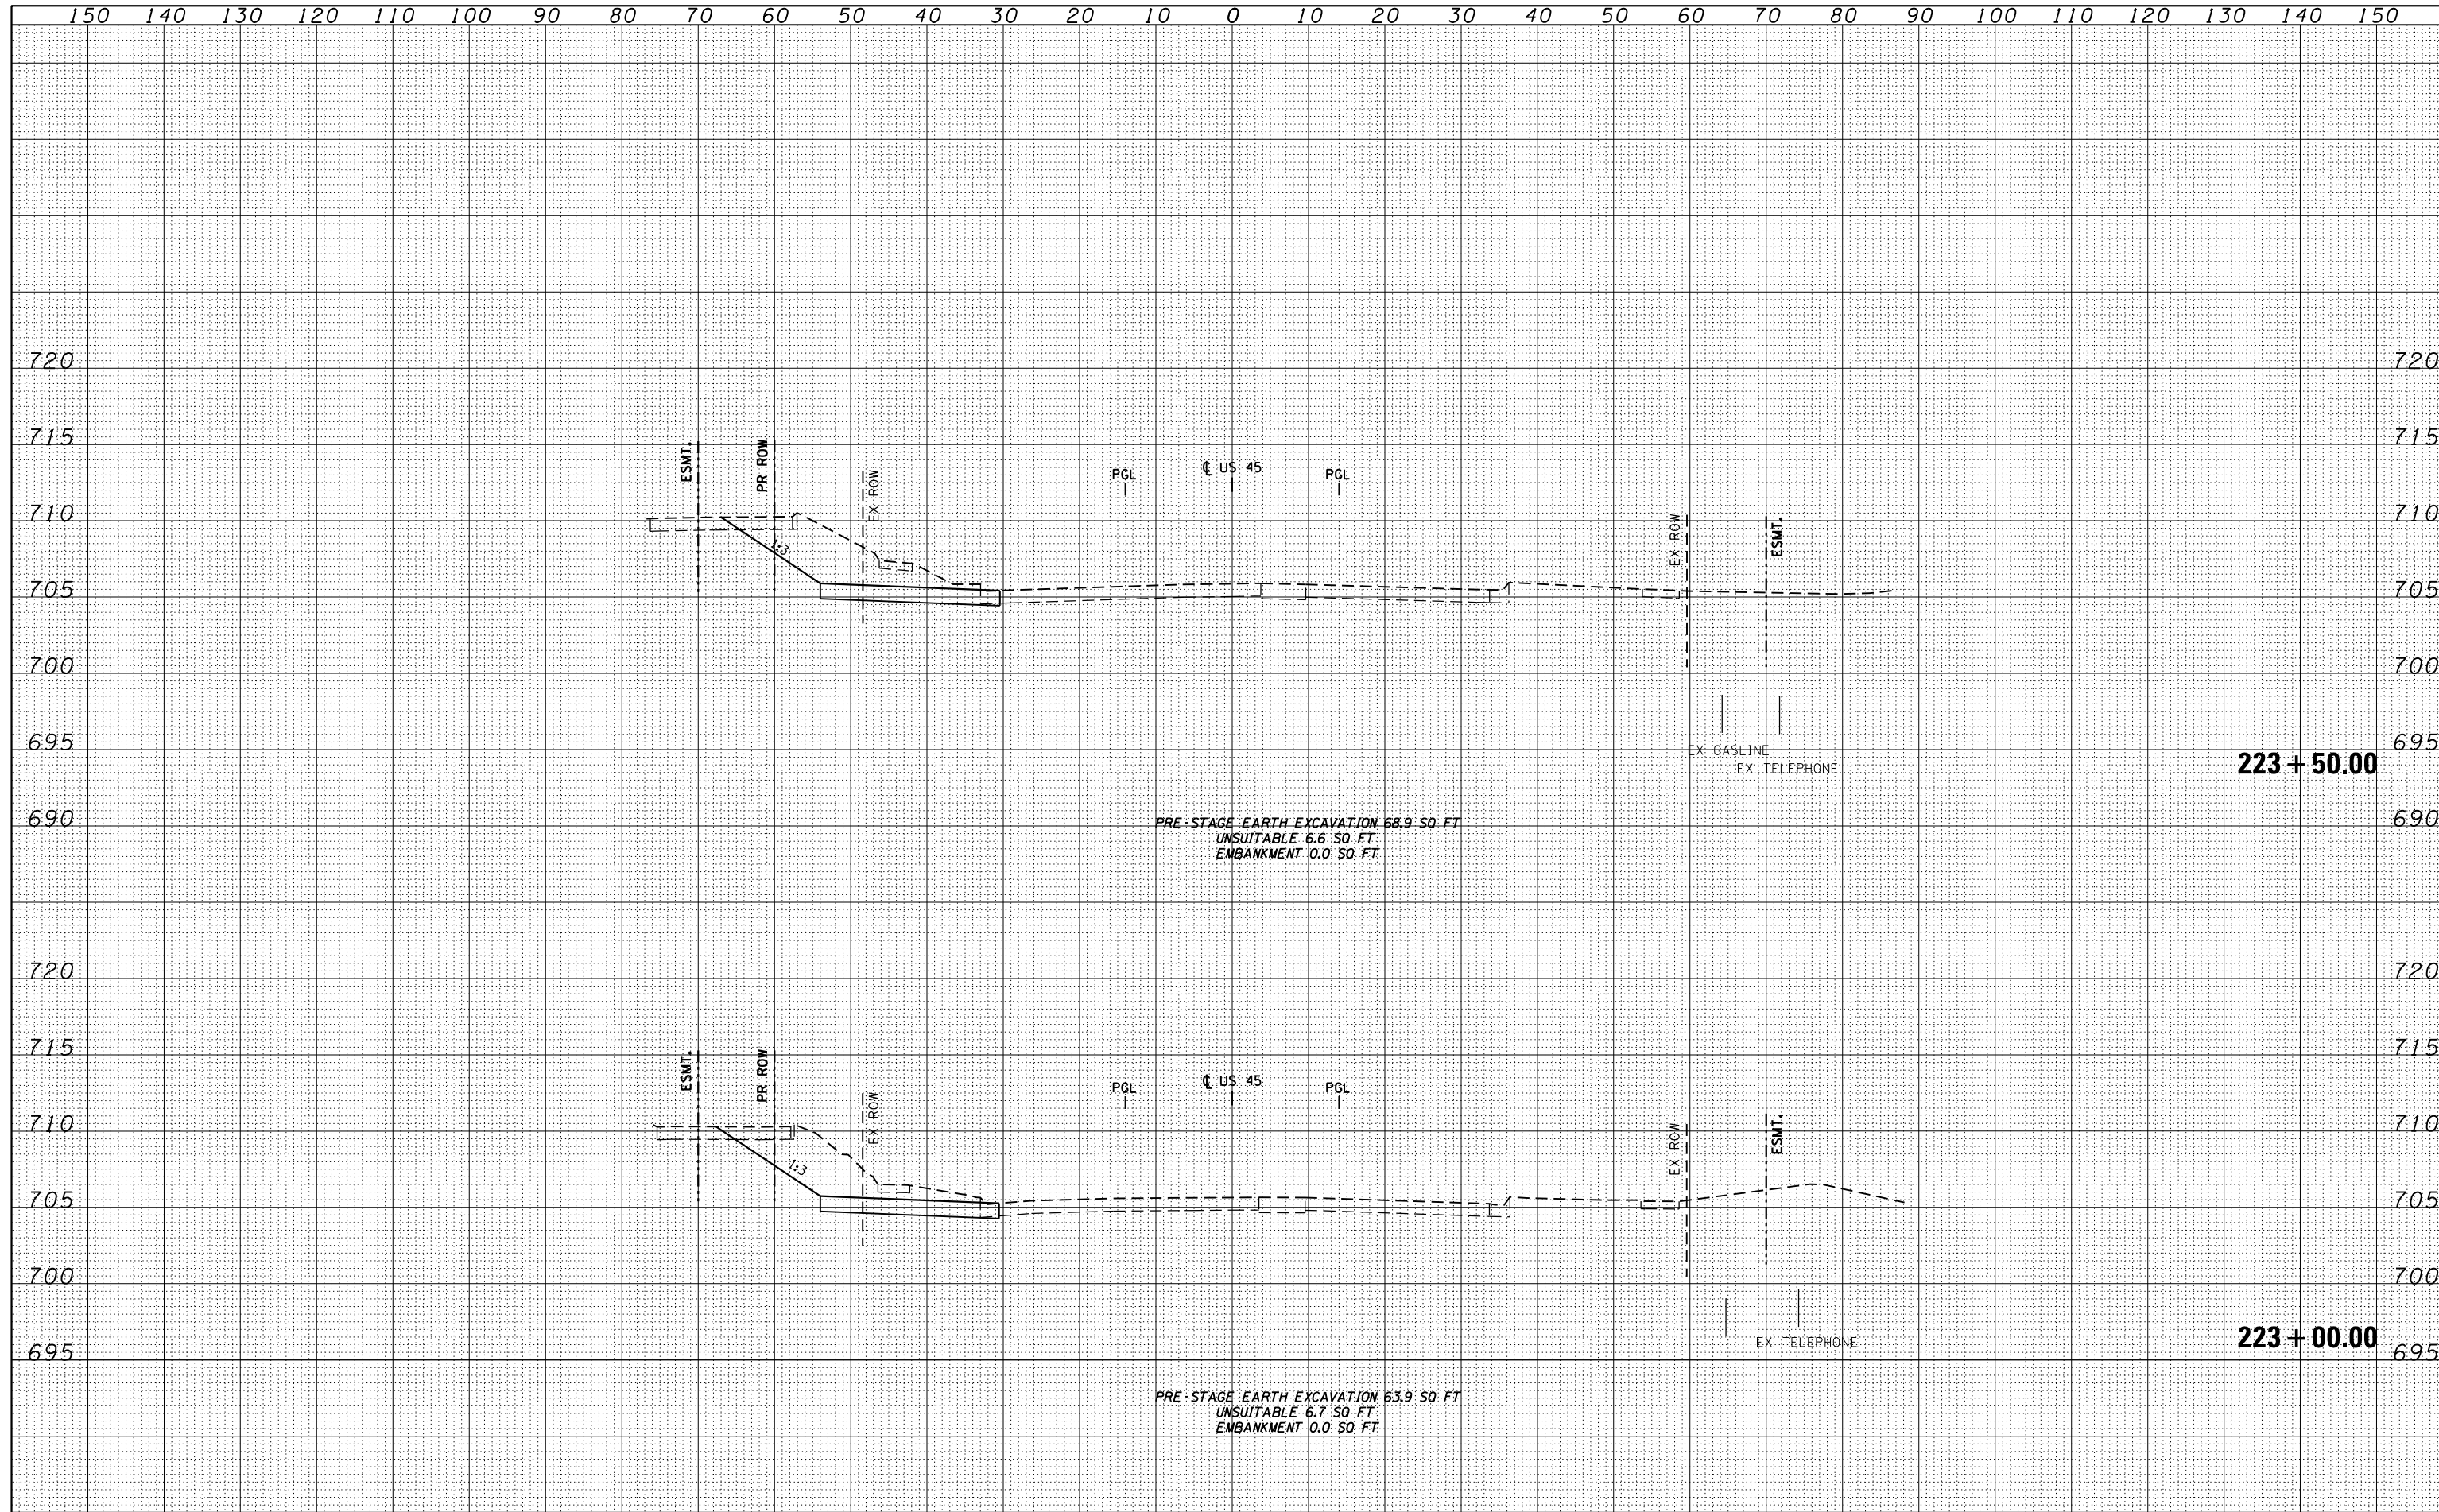 150 140 130 120 110 100 90 80 70 60 50 40 30 20 10 0 10 20 30 40 50 60 70 80 90 100 110 120 130 140 150
720 720
715 715
ESMT. PR ROW EX ROW PGL ℄ US 45 PGL
710 710
EX ROW ESMT.
1:3
705 705
700 700
695 695
EX GASLINE
EX TELEPHONE
223 + 50.00
690 690
PRE-STAGE EARTH EXCAVATION 68.9 SQ FT
UNSUITABLE 6.6 SQ FT
EMBANKMENT 0.0 SQ FT
720 720
715 715
ESMT. PR ROW EX ROW PGL ℄ US 45 PGL
710 710
EX ROW ESMT.
1:3
705 705
700 700
EX TELEPHONE
223 + 00.00
695 695
PRE-STAGE EARTH EXCAVATION 63.9 SQ FT
UNSUITABLE 6.7 SQ FT
EMBANKMENT 0.0 SQ FT